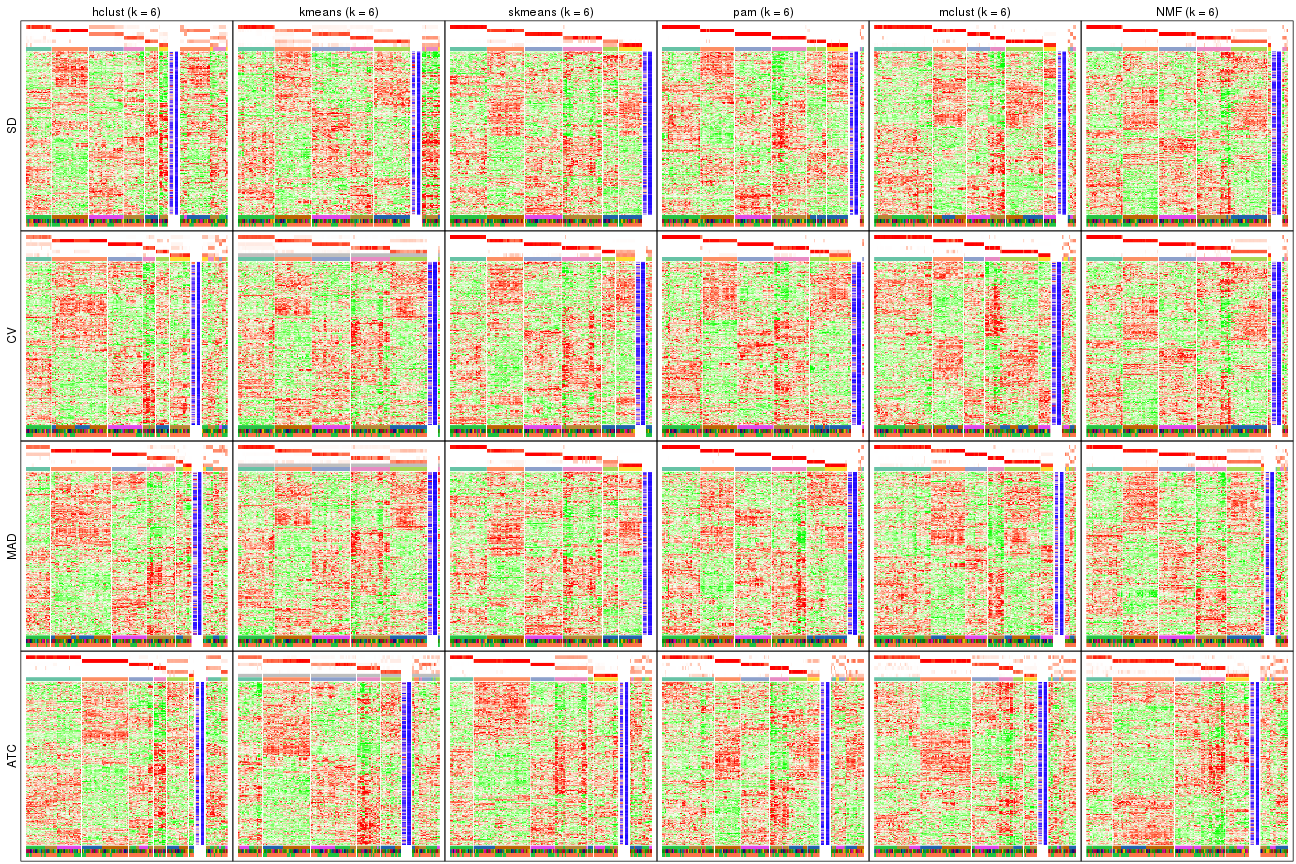 hclust (k = 6) kmeans (k = 6) skmeans (k = 6) pam (k = 6) mclust (k = 6) NMF (k = 6)
SD
CV
MAD
ATC